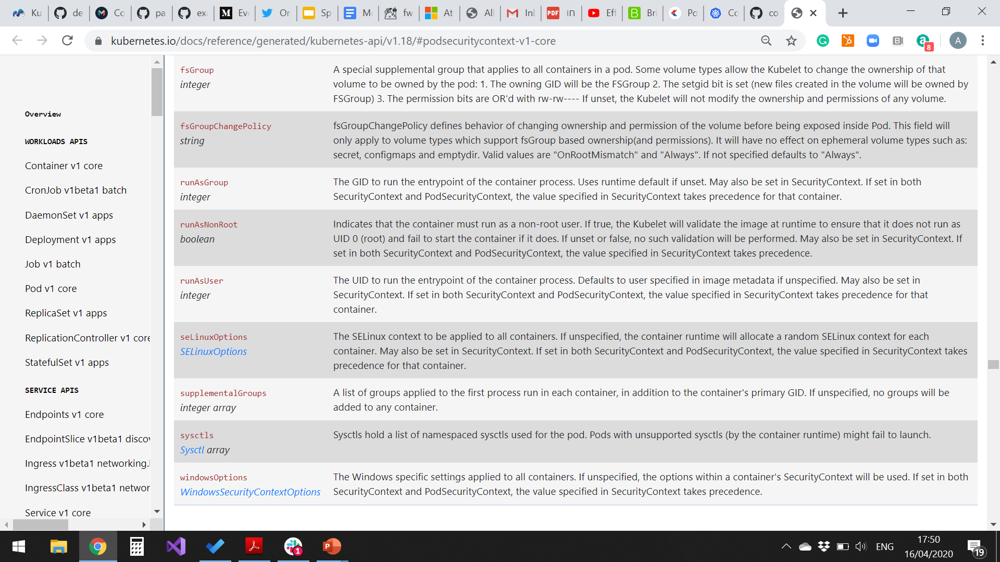 Ku de Co pa exa Eve On Sp Me fw At All Inb IN Eff Bri Po Co co
kubernetes.io/docs/reference/generated/kubernetes-api/v1.18/#podsecuritycontext-v1-core
8
A
Overview
WORKLOADS APIS
Container v1 core
CronJob v1beta1 batch
DaemonSet v1 apps
Deployment v1 apps
Job v1 batch
Pod v1 core
ReplicaSet v1 apps
ReplicationController v1 core
StatefulSet v1 apps
SERVICE APIS
Endpoints v1 core
EndpointSlice v1beta1 disco
Ingress v1beta1 networking.
IngressClass v1beta1 networ
Service v1 core
fsGroup
integer
A special supplemental group that applies to all containers in a pod. Some volume types allow the Kubelet to change the ownership of that
volume to be owned by the pod: 1. The owning GID will be the FSGroup 2. The setgid bit is set (new files created in the volume will be owned by
FSGroup) 3. The permission bits are OR'd with rw-rw---- If unset, the Kubelet will not modify the ownership and permissions of any volume.
fsGroupChangePolicy
string
fsGroupChangePolicy defines behavior of changing ownership and permission of the volume before being exposed inside Pod. This field will
only apply to volume types which support fsGroup based ownership(and permissions). It will have no effect on ephemeral volume types such as:
secret, configmaps and emptydir. Valid values are "OnRootMismatch" and "Always". If not specified defaults to "Always".
runAsGroup
integer
The GID to run the entrypoint of the container process. Uses runtime default if unset. May also be set in SecurityContext. If set in both
SecurityContext and PodSecurityContext, the value specified in SecurityContext takes precedence for that container.
runAsNonRoot
boolean
Indicates that the container must run as a non-root user. If true, the Kubelet will validate the image at runtime to ensure that it does not run as
UID 0 (root) and fail to start the container if it does. If unset or false, no such validation will be performed. May also be set in SecurityContext. If
set in both SecurityContext and PodSecurityContext, the value specified in SecurityContext takes precedence.
runAsUser
integer
The UID to run the entrypoint of the container process. Defaults to user specified in image metadata if unspecified. May also be set in
SecurityContext. If set in both SecurityContext and PodSecurityContext, the value specified in SecurityContext takes precedence for that
container.
seLinuxOptions
SELinuxOptions
The SELinux context to be applied to all containers. If unspecified, the container runtime will allocate a random SELinux context for each
container. May also be set in SecurityContext. If set in both SecurityContext and PodSecurityContext, the value specified in SecurityContext takes
precedence for that container.
supplementalGroups
integer array
A list of groups applied to the first process run in each container, in addition to the container's primary GID. If unspecified, no groups will be
added to any container.
sysctls
Sysctl array
Sysctls hold a list of namespaced sysctls used for the pod. Pods with unsupported sysctls (by the container runtime) might fail to launch.
windowsOptions
WindowsSecurityContextOptions
The Windows specific settings applied to all containers. If unspecified, the options within a container's SecurityContext will be used. If set in both
SecurityContext and PodSecurityContext, the value specified in SecurityContext takes precedence.
1
ENG
17:50
16/04/2020
19